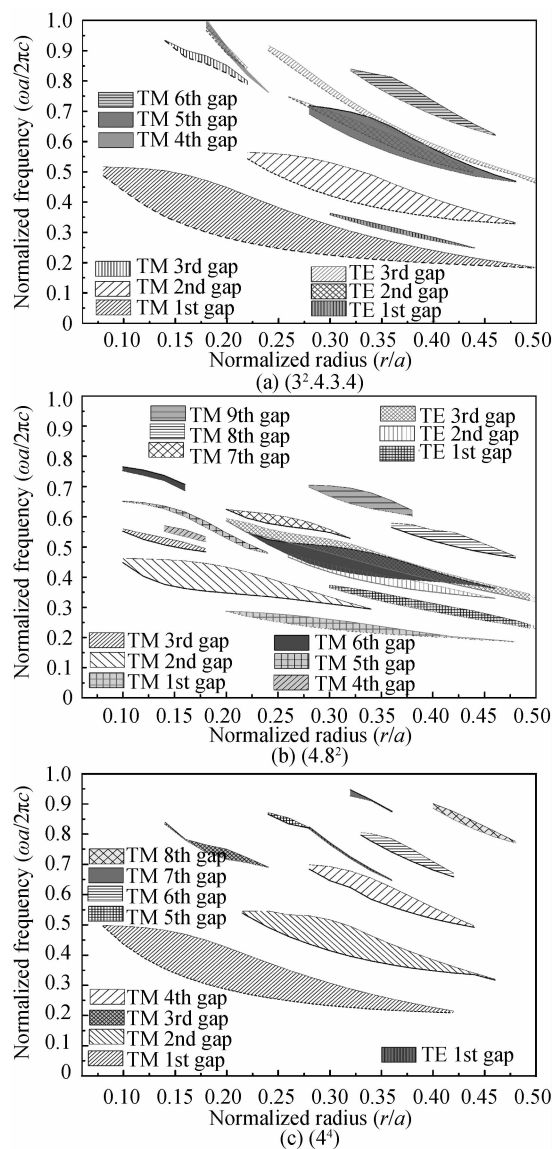 1.0
0.9
0.8
0.7
0.6
0.5
0.4
0.3
0.2
0.1
0
Normalized frequency (ωa/2πc)
TM 6th gap
TM 5th gap
TM 4th gap
TM 3rd gap
TM 2nd gap
TM 1st gap
TE 3rd gap
TE 2nd gap
TE 1st gap
0.10 0.15 0.20 0.25 0.30 0.35 0.40 0.45 0.50
Normalized radius (r/a)
(a) (3².4.3.4)
1.0
0.9
0.8
0.7
0.6
0.5
0.4
0.3
0.2
0.1
0
Normalized frequency (ωa/2πc)
TM 9th gap
TM 8th gap
TM 7th gap
TE 3rd gap
TE 2nd gap
TE 1st gap
TM 3rd gap
TM 2nd gap
TM 1st gap
TM 6th gap
TM 5th gap
TM 4th gap
0.10 0.15 0.20 0.25 0.30 0.35 0.40 0.45 0.50
Normalized radius (r/a)
(b) (4.8²)
1.0
0.9
0.8
0.7
0.6
0.5
0.4
0.3
0.2
0.1
0
Normalized frequency (ωa/2πc)
TM 8th gap
TM 7th gap
TM 6th gap
TM 5th gap
TM 4th gap
TM 3rd gap
TM 2nd gap
TM 1st gap
TE 1st gap
0.10 0.15 0.20 0.25 0.30 0.35 0.40 0.45 0.50
Normalized radius (r/a)
(c) (4⁴)